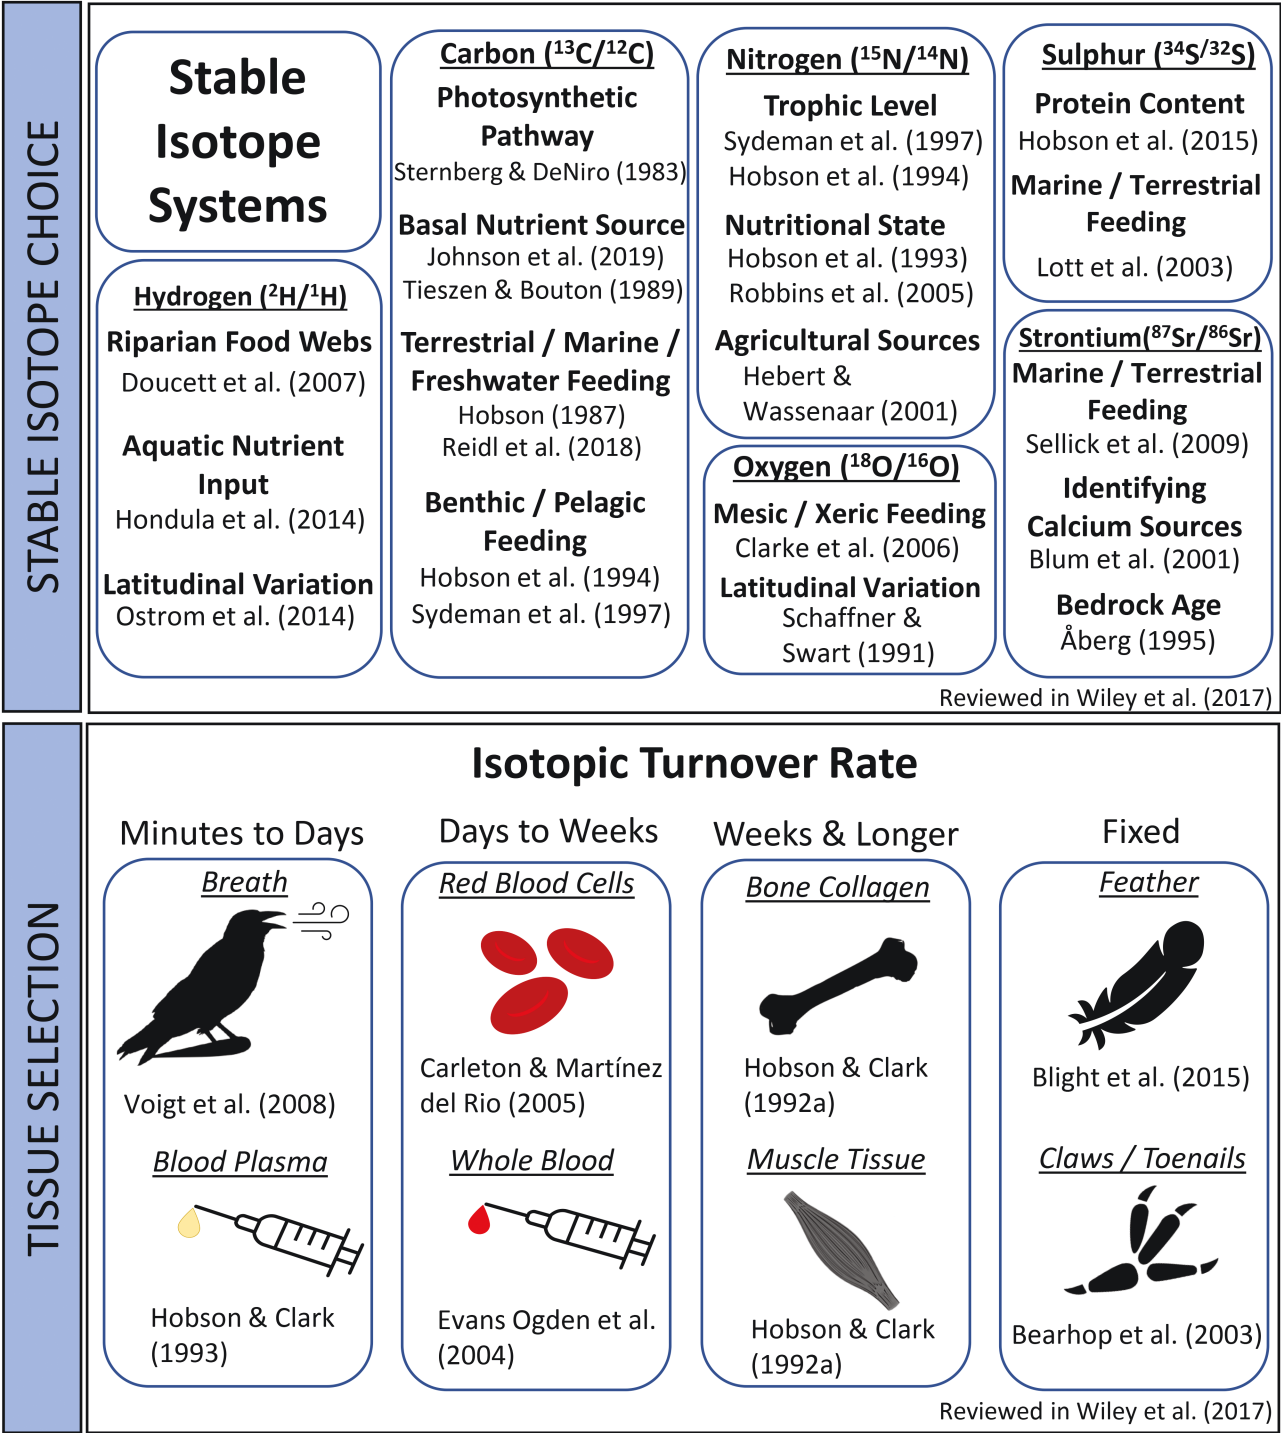 STABLE ISOTOPE CHOICE
Stable
Isotope
Systems
Hydrogen (²H/¹H)
Riparian Food Webs
Doucett et al. (2007)
Aquatic Nutrient
Input
Hondula et al. (2014)
Latitudinal Variation
Ostrom et al. (2014)
Carbon (¹³C/¹²C)
Photosynthetic
Pathway
Sternberg & DeNiro (1983)
Basal Nutrient Source
Johnson et al. (2019)
Tieszen & Bouton (1989)
Terrestrial / Marine /
Freshwater Feeding
Hobson (1987)
Reidl et al. (2018)
Benthic / Pelagic
Feeding
Hobson et al. (1994)
Sydeman et al. (1997)
Nitrogen (¹⁵N/¹⁴N)
Trophic Level
Sydeman et al. (1997)
Hobson et al. (1994)
Nutritional State
Hobson et al. (1993)
Robbins et al. (2005)
Agricultural Sources
Hebert &
Wassenaar (2001)
Oxygen (¹⁸O/¹⁶O)
Mesic / Xeric Feeding
Clarke et al. (2006)
Latitudinal Variation
Schaffner &
Swart (1991)
Sulphur (³⁴S/³²S)
Protein Content
Hobson et al. (2015)
Marine / Terrestrial
Feeding
Lott et al. (2003)
Strontium(⁸⁷Sr/⁸⁶Sr)
Marine / Terrestrial
Feeding
Sellick et al. (2009)
Identifying
Calcium Sources
Blum et al. (2001)
Bedrock Age
Åberg (1995)
Reviewed in Wiley et al. (2017)
TISSUE SELECTION
Isotopic Turnover Rate
Minutes to Days
Breath
Voigt et al. (2008)
Blood Plasma
Hobson & Clark
(1993)
Days to Weeks
Red Blood Cells
Carleton & Martínez
del Rio (2005)
Whole Blood
Evans Ogden et al.
(2004)
Weeks & Longer
Bone Collagen
Hobson & Clark
(1992a)
Muscle Tissue
Hobson & Clark
(1992a)
Fixed
Feather
Blight et al. (2015)
Claws / Toenails
Bearhop et al. (2003)
Reviewed in Wiley et al. (2017)